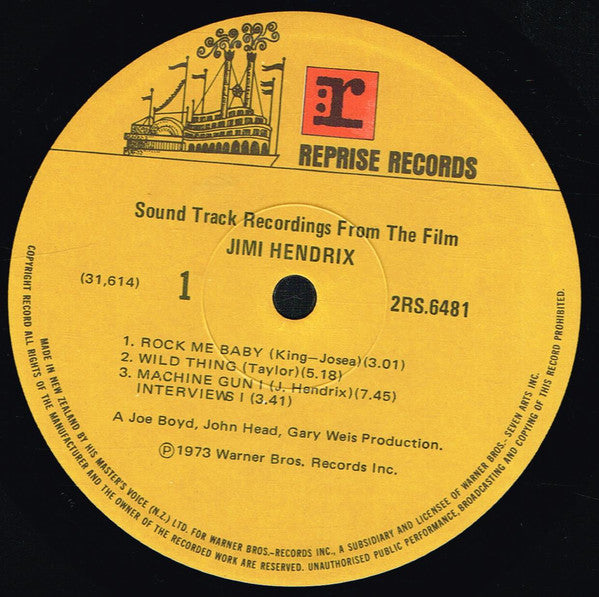 r
REPRISE RECORDS
Sound Track Recordings From The Film
JIMI HENDRIX
(31,614)
1
2RS.6481
1. ROCK ME BABY (King—Josea)(3.01)
2. WILD THING (Taylor)(5.18)
3. MACHINE GUN I (J. Hendrix)(7.45)
INTERVIEWS I (3.41)
A Joe Boyd, John Head, Gary Weis Production.
Ⓟ1973 Warner Bros. Records Inc.
COPYRIGHT RECORD ALL RIGHTS OF THE MANUFACTURER AND THE OWNER OF THE RECORDED WORK ARE RESERVED. UNAUTHORISED PUBLIC PERFORMANCE, BROADCASTING AND COPYING OF THIS RECORD PROHIBITED.
MADE IN NEW ZEALAND BY HIS MASTER'S VOICE (N.Z.) LTD. FOR WARNER BROS.–RECORDS INC., A SUBSIDIARY AND LICENSEE OF WARNER BROS.– SEVEN ARTS INC.